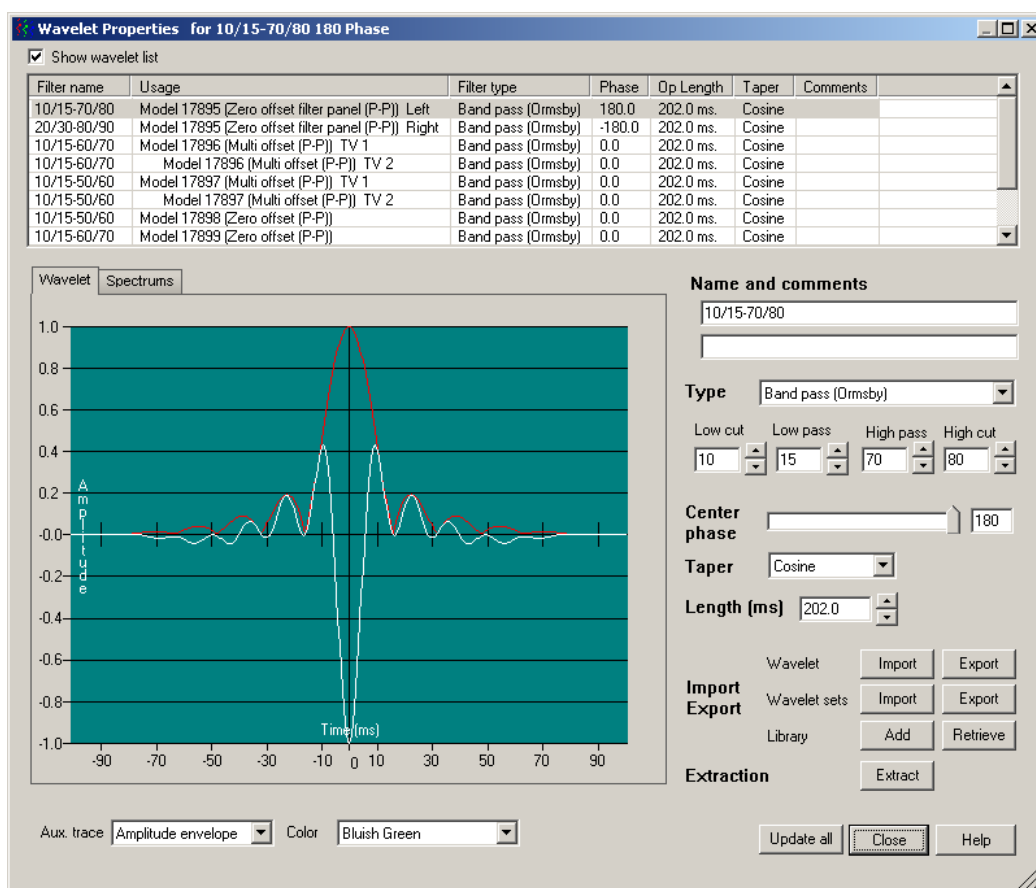 Wavelet Properties for 10/15-70/80 180 Phase
Show wavelet list
Filter name Usage Filter type Phase Op Length Taper Comments
10/15-70/80 Model 17895 (Zero offset filter panel (P-P)) Left Band pass (Ormsby) 180.0 202.0 ms. Cosine
20/30-80/90 Model 17895 (Zero offset filter panel (P-P)) Right Band pass (Ormsby) -180.0 202.0 ms. Cosine
10/15-60/70 Model 17896 (Multi offset (P-P)) TV 1 Band pass (Ormsby) 0.0 202.0 ms. Cosine
10/15-60/70 Model 17896 (Multi offset (P-P)) TV 2 Band pass (Ormsby) 0.0 202.0 ms. Cosine
10/15-50/60 Model 17897 (Multi offset (P-P)) TV 1 Band pass (Ormsby) 0.0 202.0 ms. Cosine
10/15-50/60 Model 17897 (Multi offset (P-P)) TV 2 Band pass (Ormsby) 0.0 202.0 ms. Cosine
10/15-50/60 Model 17898 (Zero offset (P-P)) Band pass (Ormsby) 0.0 202.0 ms. Cosine
10/15-60/70 Model 17899 (Zero offset (P-P)) Band pass (Ormsby) 0.0 202.0 ms. Cosine
Wavelet Spectrums
1.0
0.8
0.6
0.4
0.2
-0.0
-0.2
-0.4
-0.6
-0.8
-1.0
Amplitude
Time (ms)
-90 -70 -50 -30 -10 0 10 30 50 70 90
Name and comments
10/15-70/80
Type Band pass (Ormsby)
Low cut Low pass High pass High cut
10 15 70 80
Center phase 180
Taper Cosine
Length (ms) 202.0
Import Export
Wavelet Import Export
Wavelet sets Import Export
Library Add Retrieve
Extraction Extract
Aux. trace Amplitude envelope Color Bluish Green
Update all Close Help